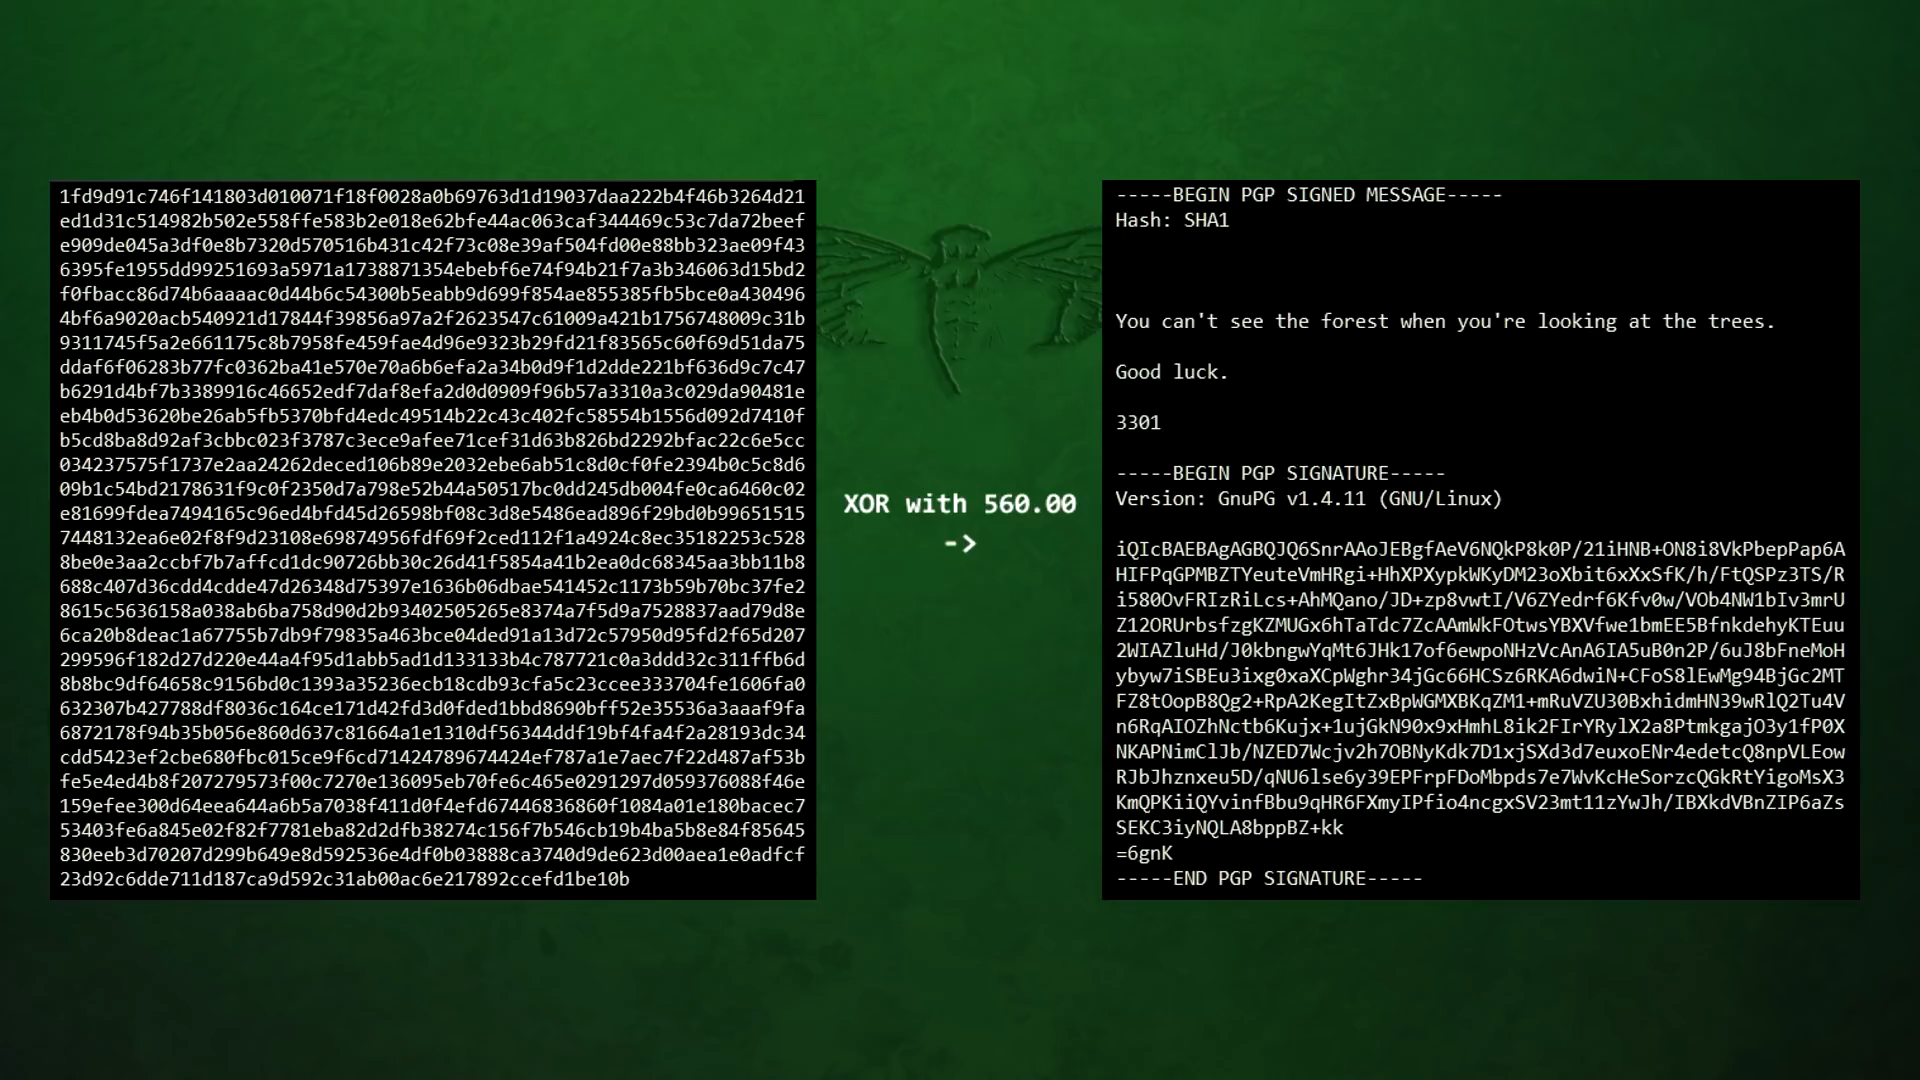 1fd9d91c746f141803d010071f18f0028a0b69763d1d19037daa222b4f46b3264d21
ed1d31c514982b502e558ffe583b2e018e62bfe44ac063caf344469c53c7da72beef
e909de045a3df0e8b7320d570516b431c42f73c08e39af504fd00e88bb323ae09f43
6395fe1955dd99251693a5971a1738871354ebebf6e74f94b21f7a3b346063d15bd2
f0fbacc86d74b6aaaac0d44b6c54300b5eabb9d699f854ae855385fb5bce0a430496
4bf6a9020acb540921d17844f39856a97a2f2623547c61009a421b1756748009c31b
9311745f5a2e661175c8b7958fe459fae4d96e9323b29fd21f83565c60f69d51da75
ddaf6f06283b77fc0362ba41e570e70a6b6efa2a34b0d9f1d2dde221bf636d9c7c47
b6291d4bf7b3389916c46652edf7daf8efa2d0d0909f96b57a3310a3c029da90481e
eb4b0d53620be26ab5fb5370bfd4edc49514b22c43c402fc58554b1556d092d7410f
b5cd8ba8d92af3cbbc023f3787c3ece9afee71cef31d63b826bd2292bfac22c6e5cc
034237575f1737e2aa24262deced106b89e2032ebe6ab51c8d0cf0fe2394b0c5c8d6
09b1c54bd2178631f9c0f2350d7a798e52b44a50517bc0dd245db004fe0ca6460c02
e81699fdea7494165c96ed4bfd45d26598bf08c3d8e5486ead896f29bd0b99651515
7448132ea6e02f8f9d23108e69874956fdf69f2ced112f1a4924c8ec35182253c528
8be0e3aa2ccbf7b7affcd1dc90726bb30c26d41f5854a41b2ea0dc68345aa3bb11b8
688c407d36cdd4cdde47d26348d75397e1636b06dbae541452c1173b59b70bc37fe2
8615c5636158a038ab6ba758d90d2b93402505265e8374a7f5d9a7528837aad79d8e
6ca20b8deac1a67755b7db9f79835a463bce04ded91a13d72c57950d95fd2f65d207
299596f182d27d220e44a4f95d1abb5ad1d133133b4c787721c0a3ddd32c311ffb6d
8b8bc9df64658c9156bd0c1393a35236ecb18cdb93cfa5c23ccee333704fe1606fa0
632307b427788df8036c164ce171d42fd3d0fded1bbd8690bff52e35536a3aaaf9fa
6872178f94b35b056e860d637c81664a1e1310df56344ddf19bf4fa4f2a28193dc34
cdd5423ef2cbe680fbc015ce9f6cd71424789674424ef787a1e7aec7f22d487af53b
fe5e4ed4b8f207279573f00c7270e136095eb70fe6c465e0291297d059376088f46e
159efee300d64eea644a6b5a7038f411d0f4efd67446836860f1084a01e180bacec7
53403fe6a845e02f82f7781eba82d2dfb38274c156f7b546cb19b4ba5b8e84f85645
830eeb3d70207d299b649e8d592536e4df0b03888ca3740d9de623d00aea1e0adfcf
23d92c6dde711d187ca9d592c31ab00ac6e217892ccefd1be10b
XOR with 560.00
->
-----BEGIN PGP SIGNED MESSAGE-----
Hash: SHA1
You can't see the forest when you're looking at the trees.
Good luck.
3301
-----BEGIN PGP SIGNATURE-----
Version: GnuPG v1.4.11 (GNU/Linux)
iQIcBAEBAgAGBQJQ6SnrAAoJEBgfAeV6NQkP8k0P/21iHNB+ON8i8VkPbepPap6A
HIFPqGPMBZTYeuteVmHRgi+HhXPXypkWKyDM23oXbit6xXxSfK/h/FtQSPz3TS/R
i580OvFRIzRiLcs+AhMQano/JD+zp8vwtI/V6ZYedrf6Kfv0w/VOb4NW1bIv3mrU
Z12ORUrbsfzgKZMUGx6hTaTdc7ZcAAmWkFOtwsYBXVfwe1bmEE5BfnkdehyKTEuu
2WIAZluHd/J0kbngwYqMt6JHk17of6ewpoNHzVcAnA6IA5uB0n2P/6uJ8bFneMoH
ybyw7iSBEu3ixg0xaXCpWghr34jGc66HCSz6RKA6dwiN+CFoS8lEwMg94BjGc2MT
FZ8tOopB8Qg2+RpA2KegItZxBpWGMXBKqZM1+mRuVZU30BxhidmHN39wRlQ2Tu4V
n6RqAIOZhNctb6Kujx+1ujGkN90x9xHmhL8ik2FIrYRylX2a8PtmkgajO3y1fP0X
NKAPNimClJb/NZED7Wcjv2h7OBNyKdk7D1xjSXd3d7euxoENr4edetcQ8npVLEow
RJbJhznxeu5D/qNU6lse6y39EPFrpFDoMbpds7e7WvKcHeSorzcQGkRtYigoMsX3
KmQPKiiQYvinfBbu9qHR6FXmyIPfio4ncgxSV23mt11zYwJh/IBXkdVBnZIP6aZs
SEKC3iyNQLA8bppBZ+kk
=6gnK
-----END PGP SIGNATURE-----